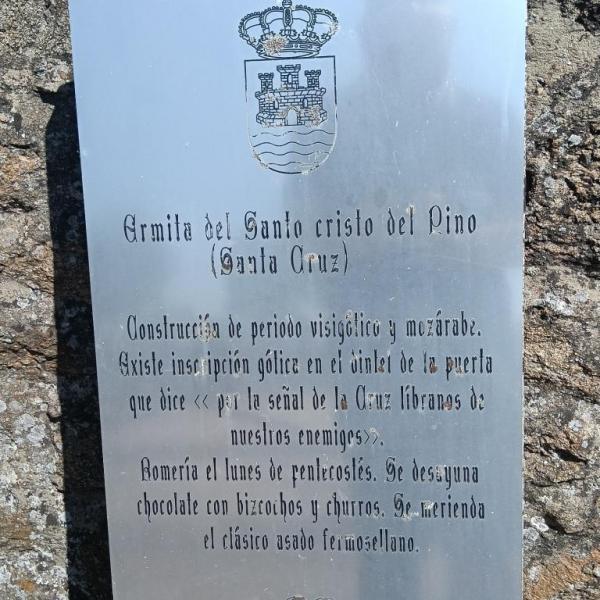 Ermita del Santo cristo del Pino
(Santa Cruz)
Construcción de periodo visigótico y mozárabe.
Existe inscripción gótica en el dintel de la puerta
que dice << por la señal de la Cruz líbranos de
nuestros enemigos>>.
Romería el lunes de pentecostés. Se desayuna
chocolate con bizcochos y churros. Se merienda
el clásico asado fermosellano.